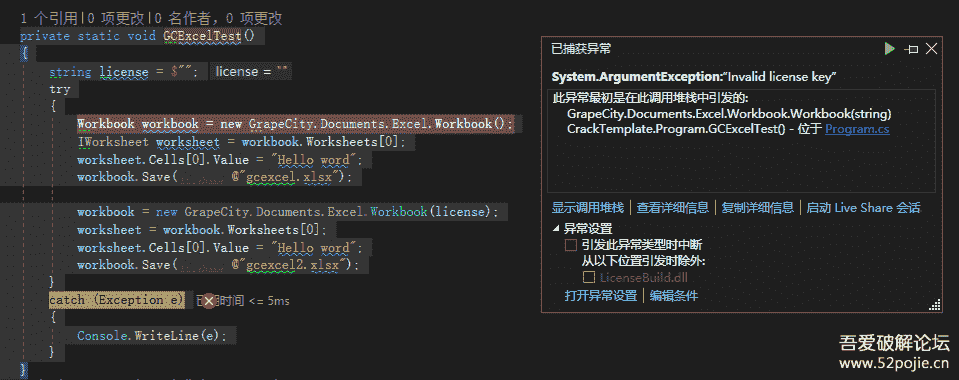 1 个引用|0 项更改|0 名作者，0 项更改
private static void GCExcelTest()
{
string license = $""; license = ""
try
{
Workbook workbook = new GrapeCity.Documents.Excel.Workbook();
IWorksheet worksheet = workbook.Worksheets[0];
worksheet.Cells[0].Value = "Hello word";
workbook.Save( @"gcexcel.xlsx");
workbook = new GrapeCity.Documents.Excel.Workbook(license);
worksheet = workbook.Worksheets[0];
worksheet.Cells[0].Value = "Hello word";
workbook.Save( @"gcexcel2.xlsx");
}
catch (Exception e) 时间 <= 5ms
{
Console.WriteLine(e);
}
}
已捕获异常
System.ArgumentException:“Invalid license key”
此异常最初是在此调用堆栈中引发的:
GrapeCity.Documents.Excel.Workbook.Workbook(string)
CrackTemplate.Program.GCExcelTest() - 位于 Program.cs
显示调用堆栈 | 查看详细信息 | 复制详细信息 | 启动 Live Share 会话
异常设置
引发此异常类型时中断
从以下位置引发时除外:
LicenseBuild.dll
打开异常设置 | 编辑条件
吾爱破解论坛
www.52pojie.cn